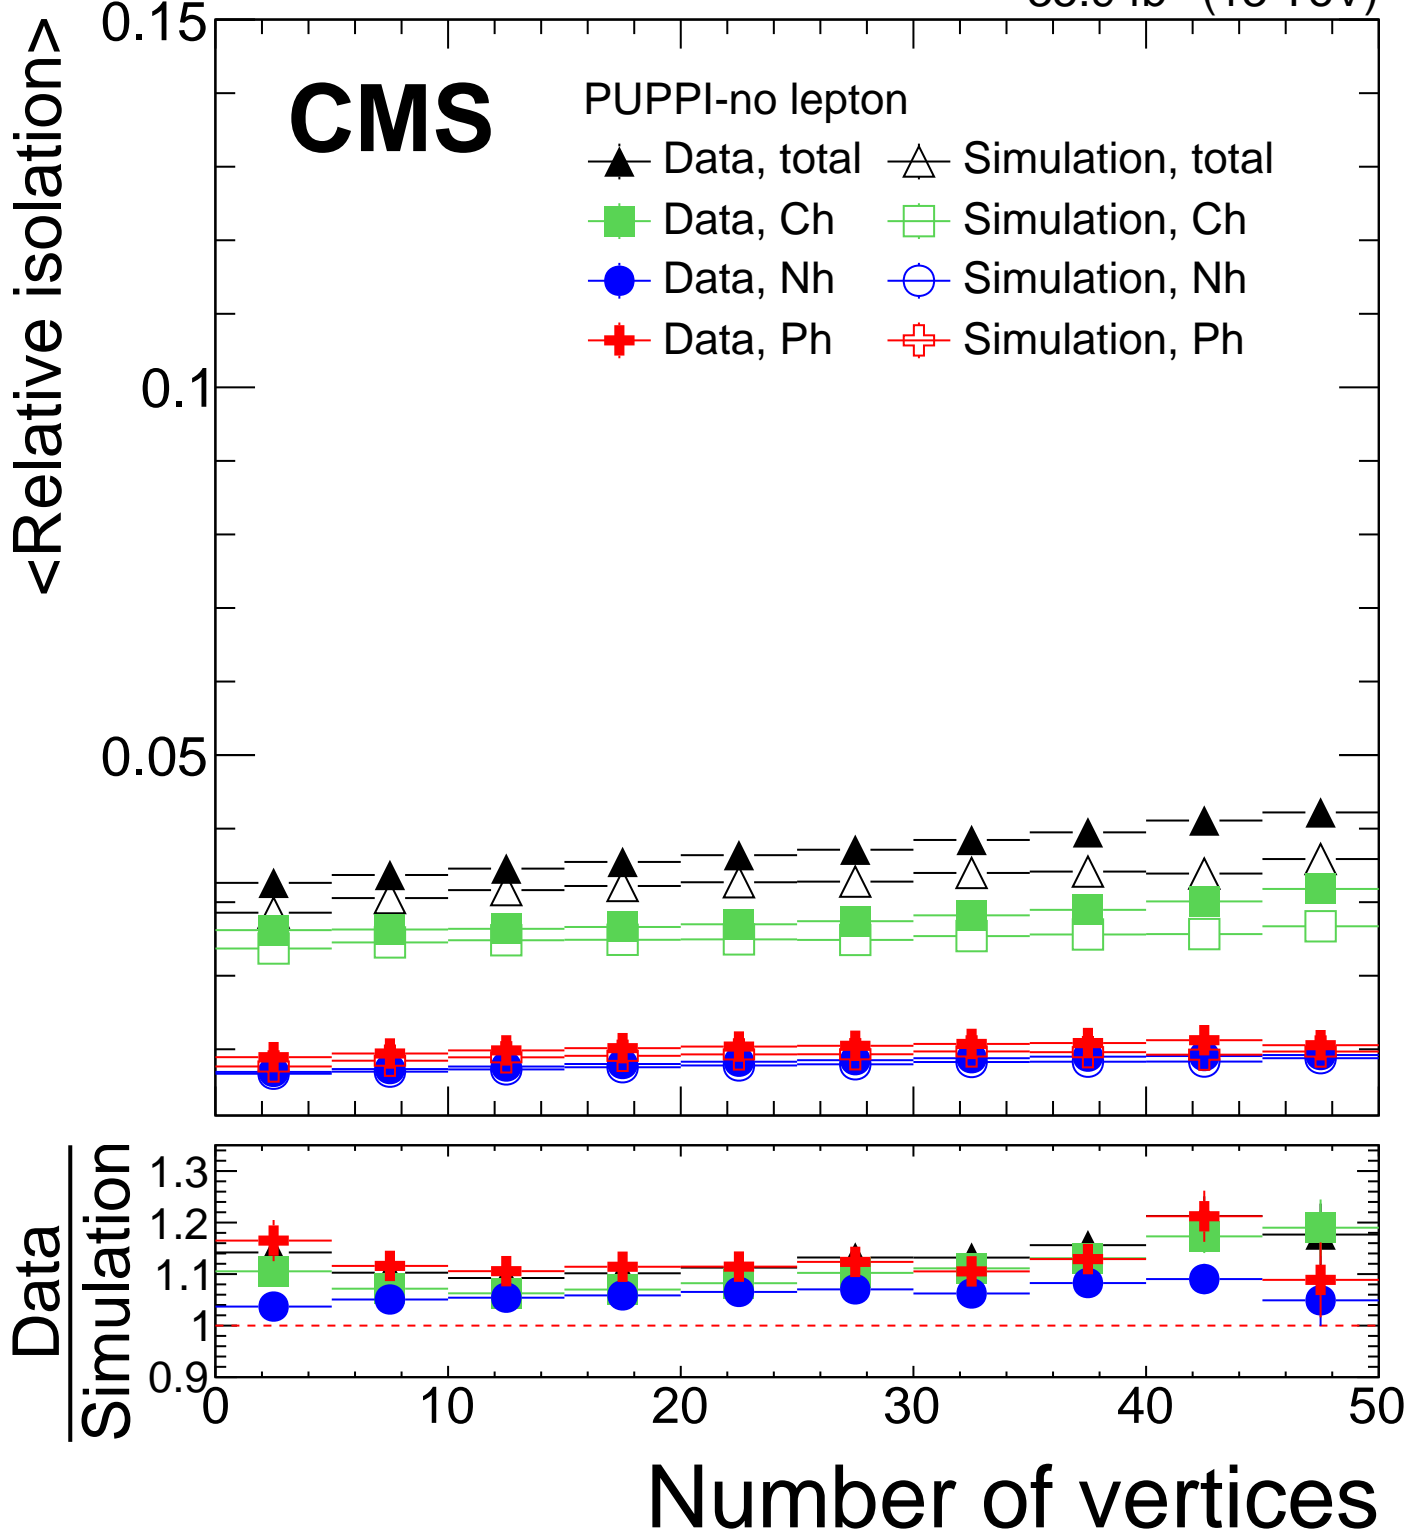 0.15
CMS
PUPPI-no lepton
Data, total
Simulation, total
Data, Ch
Simulation, Ch
Data, Nh
Simulation, Nh
Data, Ph
Simulation, Ph
<Relative isolation>
0.1
0.05
Data
Simulation
1.3
1.2
1.1
1
0.9
0 10 20 30 40 50
Number of vertices